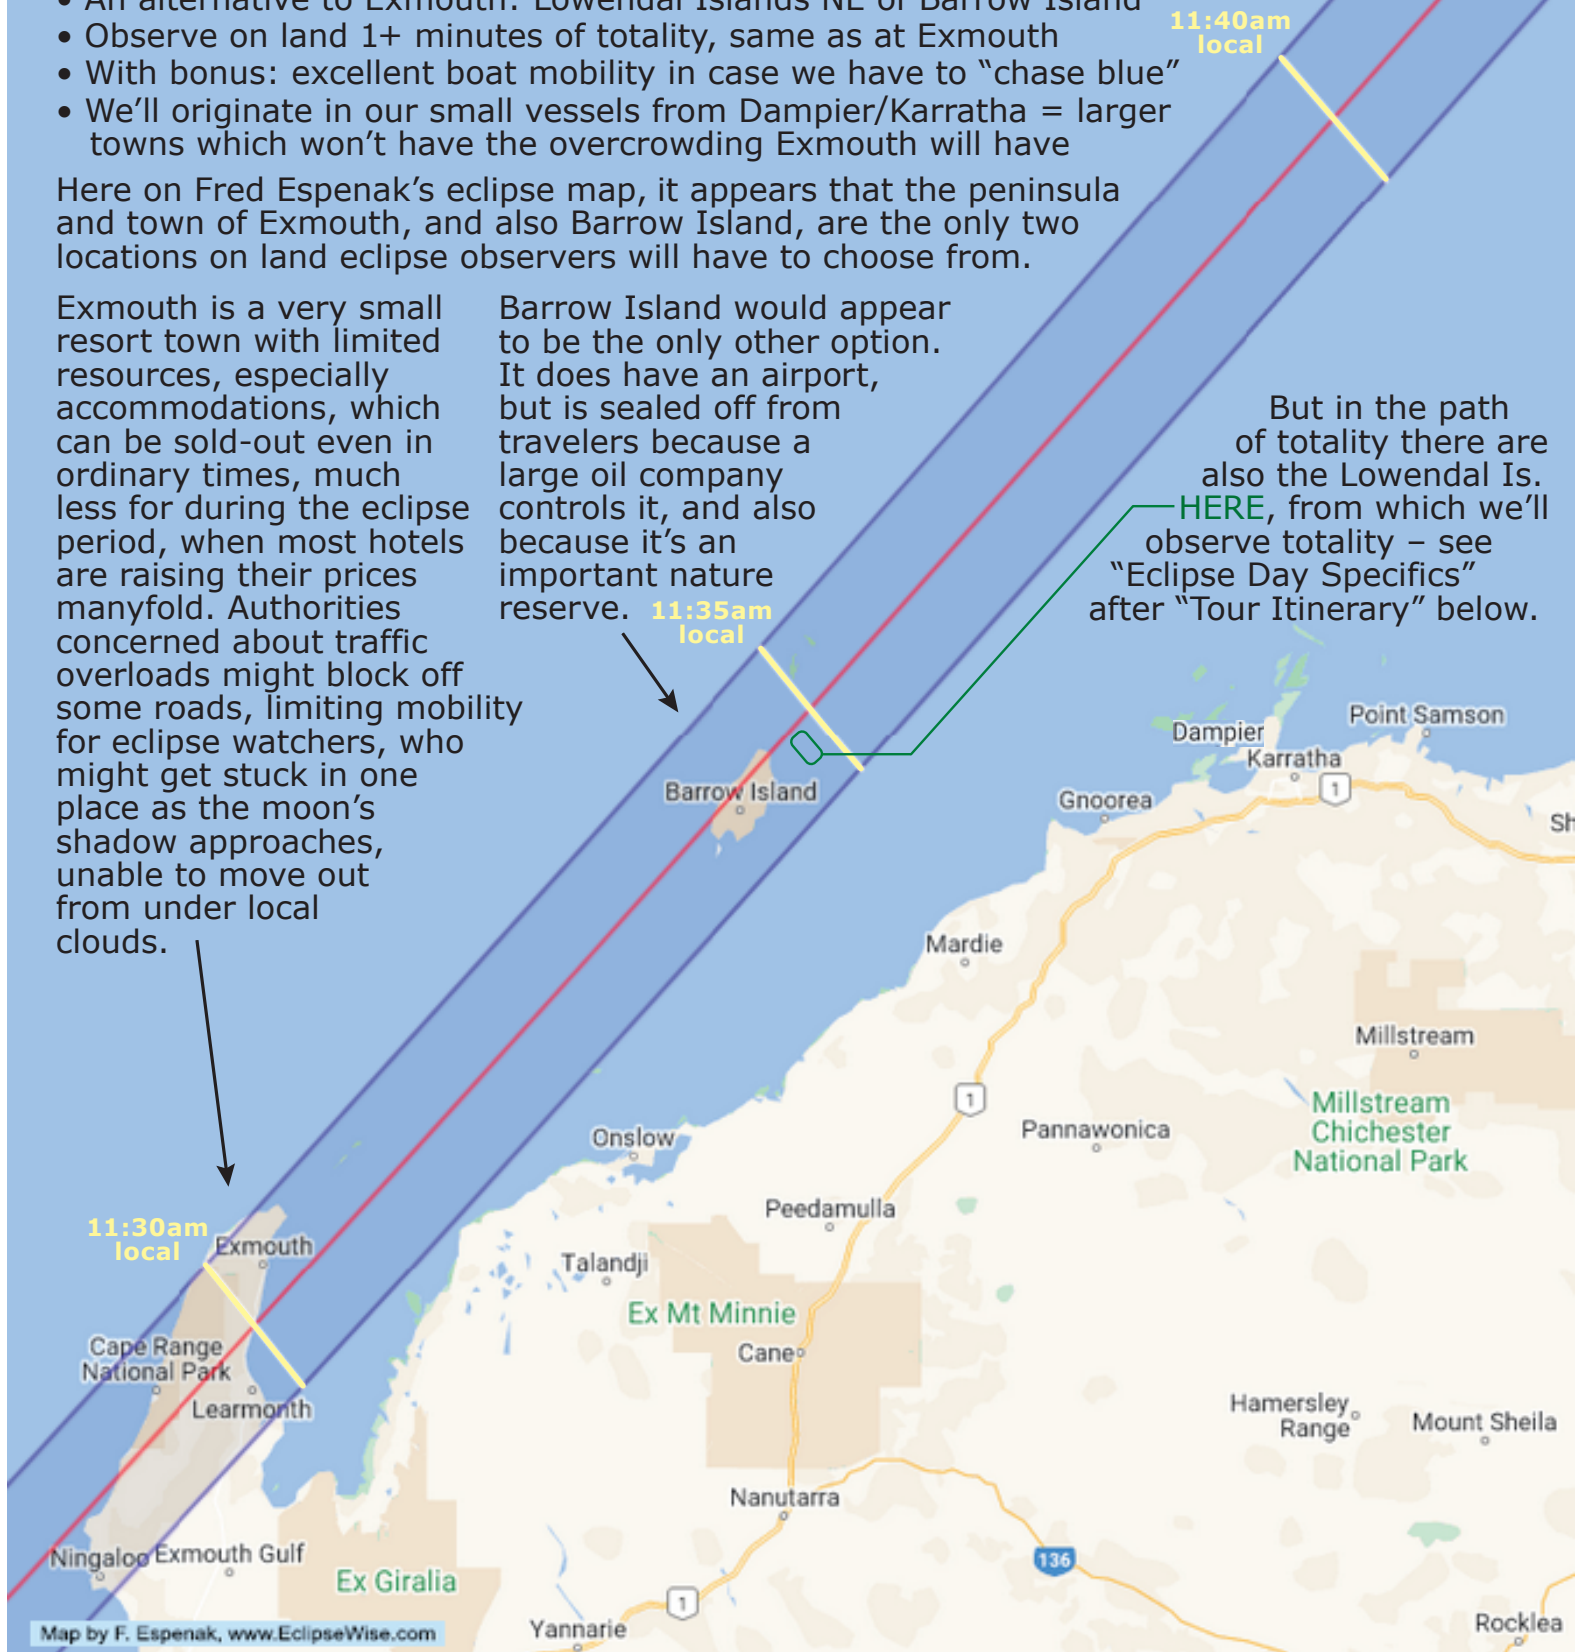 • An alternative to Exmouth: Lowendal Islands NE of Barrow Island
• Observe on land 1+ minutes of totality, same as at Exmouth
• With bonus: excellent boat mobility in case we have to “chase blue”
• We’ll originate in our small vessels from Dampier/Karratha = larger
towns which won’t have the overcrowding Exmouth will have
11:40am
local
Here on Fred Espenak’s eclipse map, it appears that the peninsula
and town of Exmouth, and also Barrow Island, are the only two
locations on land eclipse observers will have to choose from.
Exmouth is a very small
resort town with limited
resources, especially
accommodations, which
can be sold-out even in
ordinary times, much
less for during the eclipse
period, when most hotels
are raising their prices
manyfold. Authorities
concerned about traffic
overloads might block off
some roads, limiting mobility
for eclipse watchers, who
might get stuck in one
place as the moon’s
shadow approaches,
unable to move out
from under local
clouds.
Barrow Island would appear
to be the only other option.
It does have an airport,
but is sealed off from
travelers because a
large oil company
controls it, and also
because it’s an
important nature
reserve.
11:35am
local
But in the path
of totality there are
also the Lowendal Is.
HERE, from which we’ll
observe totality – see
“Eclipse Day Specifics”
after “Tour Itinerary” below.
Point Samson
Dampier
Karratha
1
Barrow Island
Gnoorea
Sh
Mardie
Millstream
1
Millstream
Chichester
National Park
Onslow
Pannawonica
Peedamulla
11:30am
local
Exmouth
Talandji
Ex Mt Minnie
Cape Range
National Park
Cane
Learmonth
Hamersley
Range
Mount Sheila
Nanutarra
Ningaloo
Exmouth Gulf
136
Ex Giralia
1
Yannarie
Rocklea
Map by F. Espenak, www.EclipseWise.com